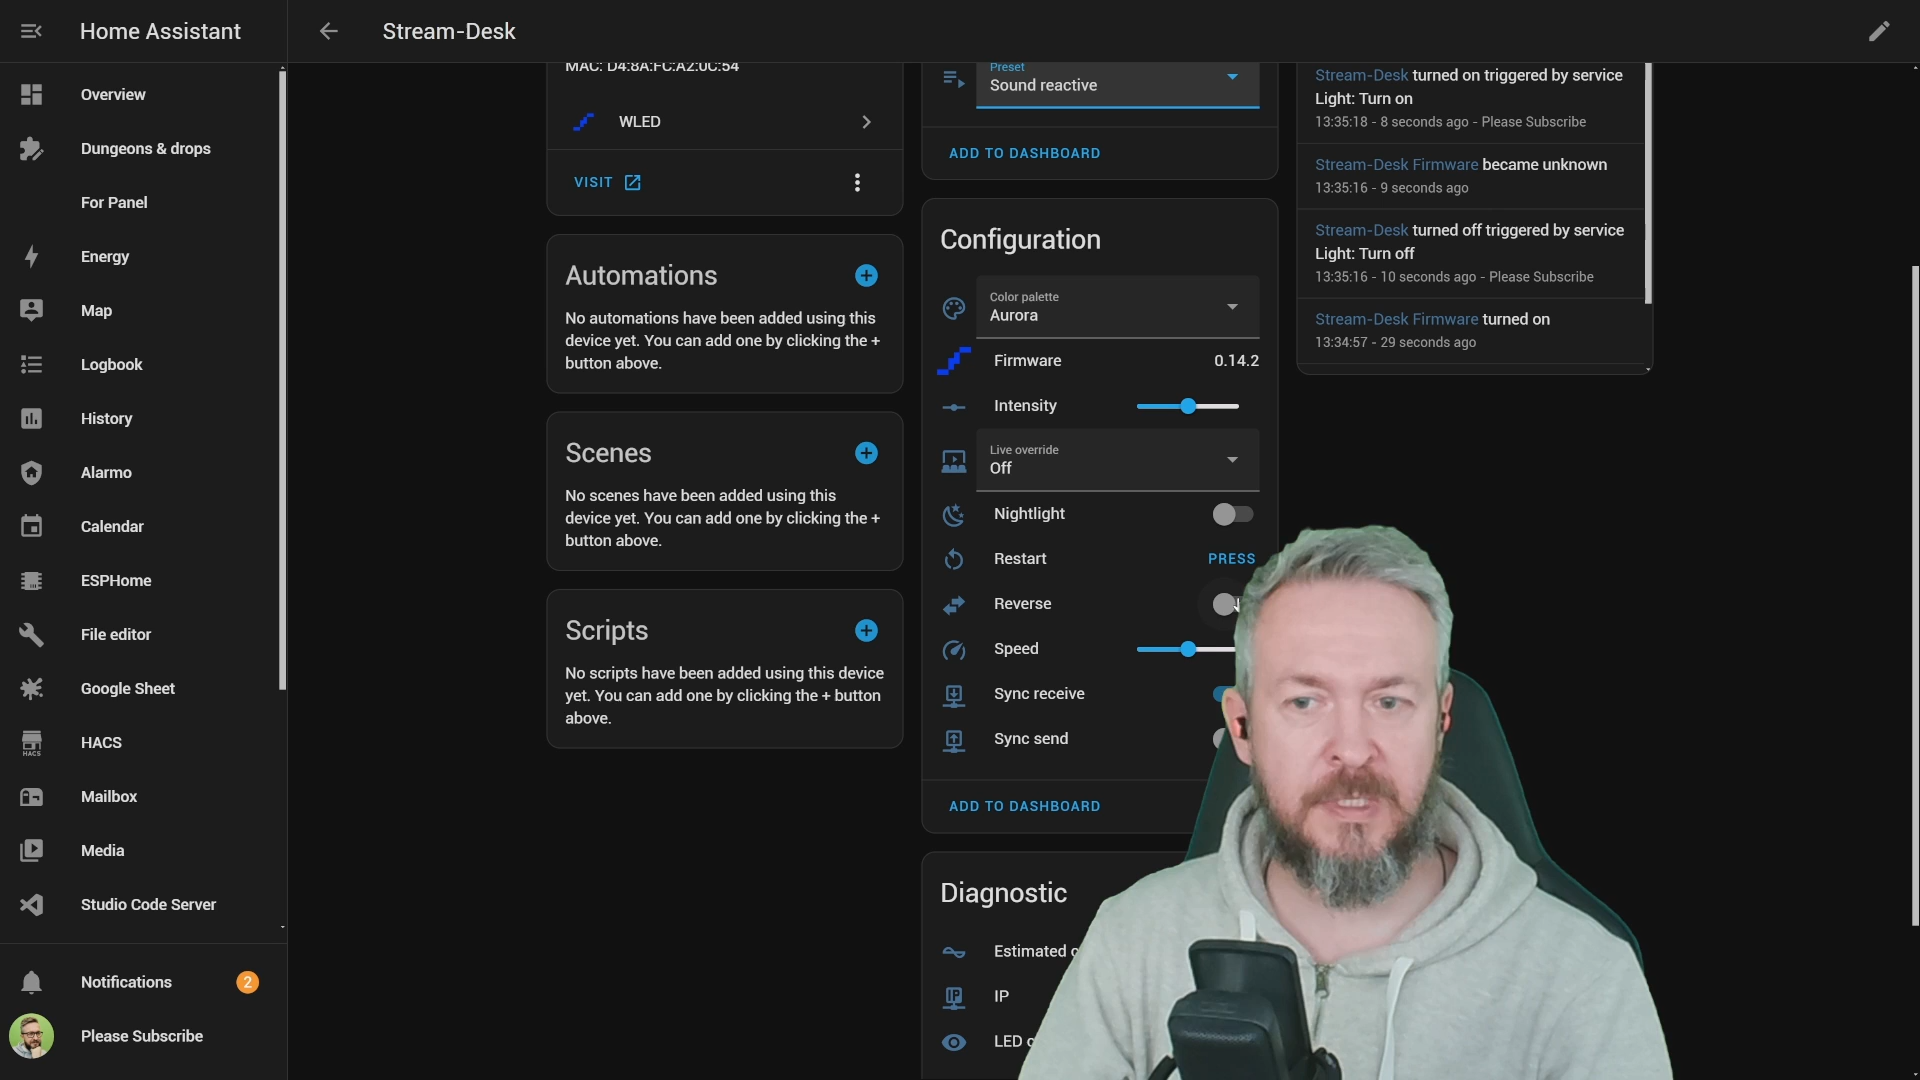 Home Assistant
Stream-Desk
Overview
Dungeons & drops
For Panel
Energy
Map
Logbook
History
Alarmo
Calendar
ESPHome
File editor
Google Sheet
HACS
HACS
Mailbox
Media
Studio Code Server
Notifications
2
Please Subscribe
MAC: D4:8A:FC:A2:0C:54
WLED
VISIT
Automations
No automations have been added using this
device yet. You can add one by clicking the +
button above.
Scenes
No scenes have been added using this
device yet. You can add one by clicking the +
button above.
Scripts
No scripts have been added using this device
yet. You can add one by clicking the + button
above.
Preset
Sound reactive
ADD TO DASHBOARD
Configuration
Color palette
Aurora
Firmware
0.14.2
Intensity
Live override
Off
Nightlight
Restart
PRESS
Reverse
Speed
Sync receive
Sync send
ADD TO DASHBOARD
Diagnostic
Estimated
IP
LED
Stream-Desk turned on triggered by service
Light: Turn on
13:35:18 - 8 seconds ago - Please Subscribe
Stream-Desk Firmware became unknown
13:35:16 - 9 seconds ago
Stream-Desk turned off triggered by service
Light: Turn off
13:35:16 - 10 seconds ago - Please Subscribe
Stream-Desk Firmware turned on
13:34:57 - 29 seconds ago